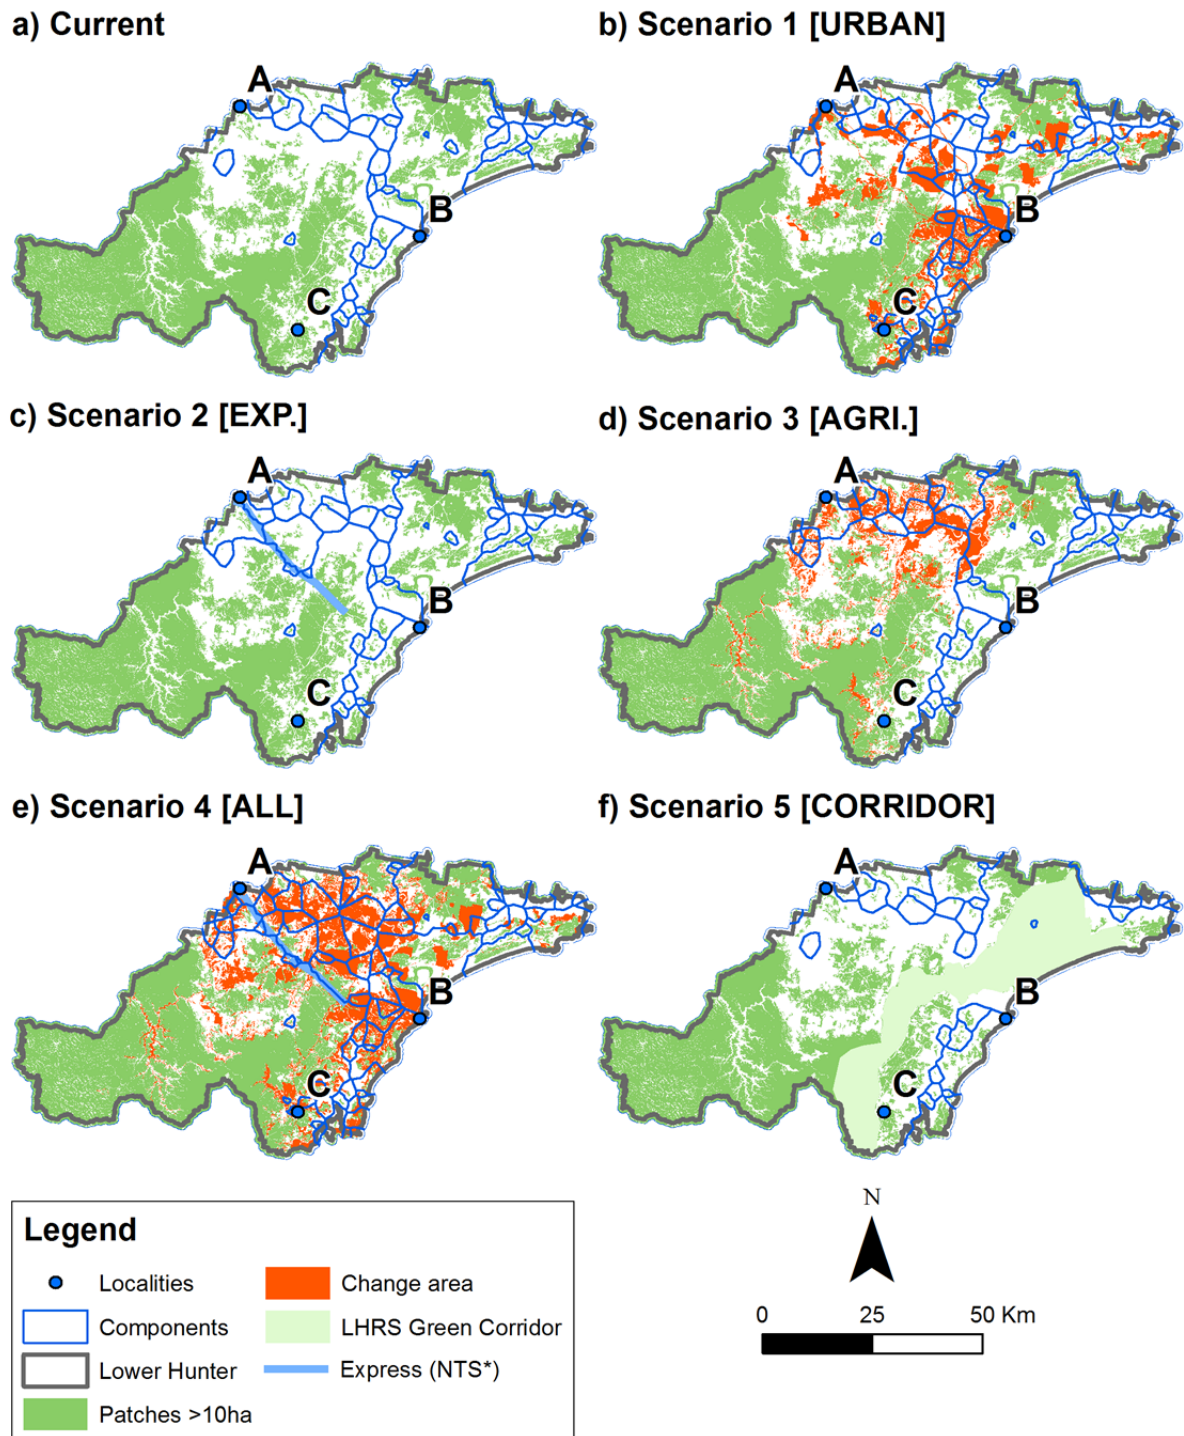 a) Current
b) Scenario 1 [URBAN]
A
B
C
A
B
C
c) Scenario 2 [EXP.]
d) Scenario 3 [AGRI.]
A
B
C
A
B
C
e) Scenario 4 [ALL]
f) Scenario 5 [CORRIDOR]
A
B
C
A
B
C
Legend
Localities
Change area
Components
LHRS Green Corridor
Lower Hunter
Express (NTS*)
Patches >10ha
N
0 25 50 Km